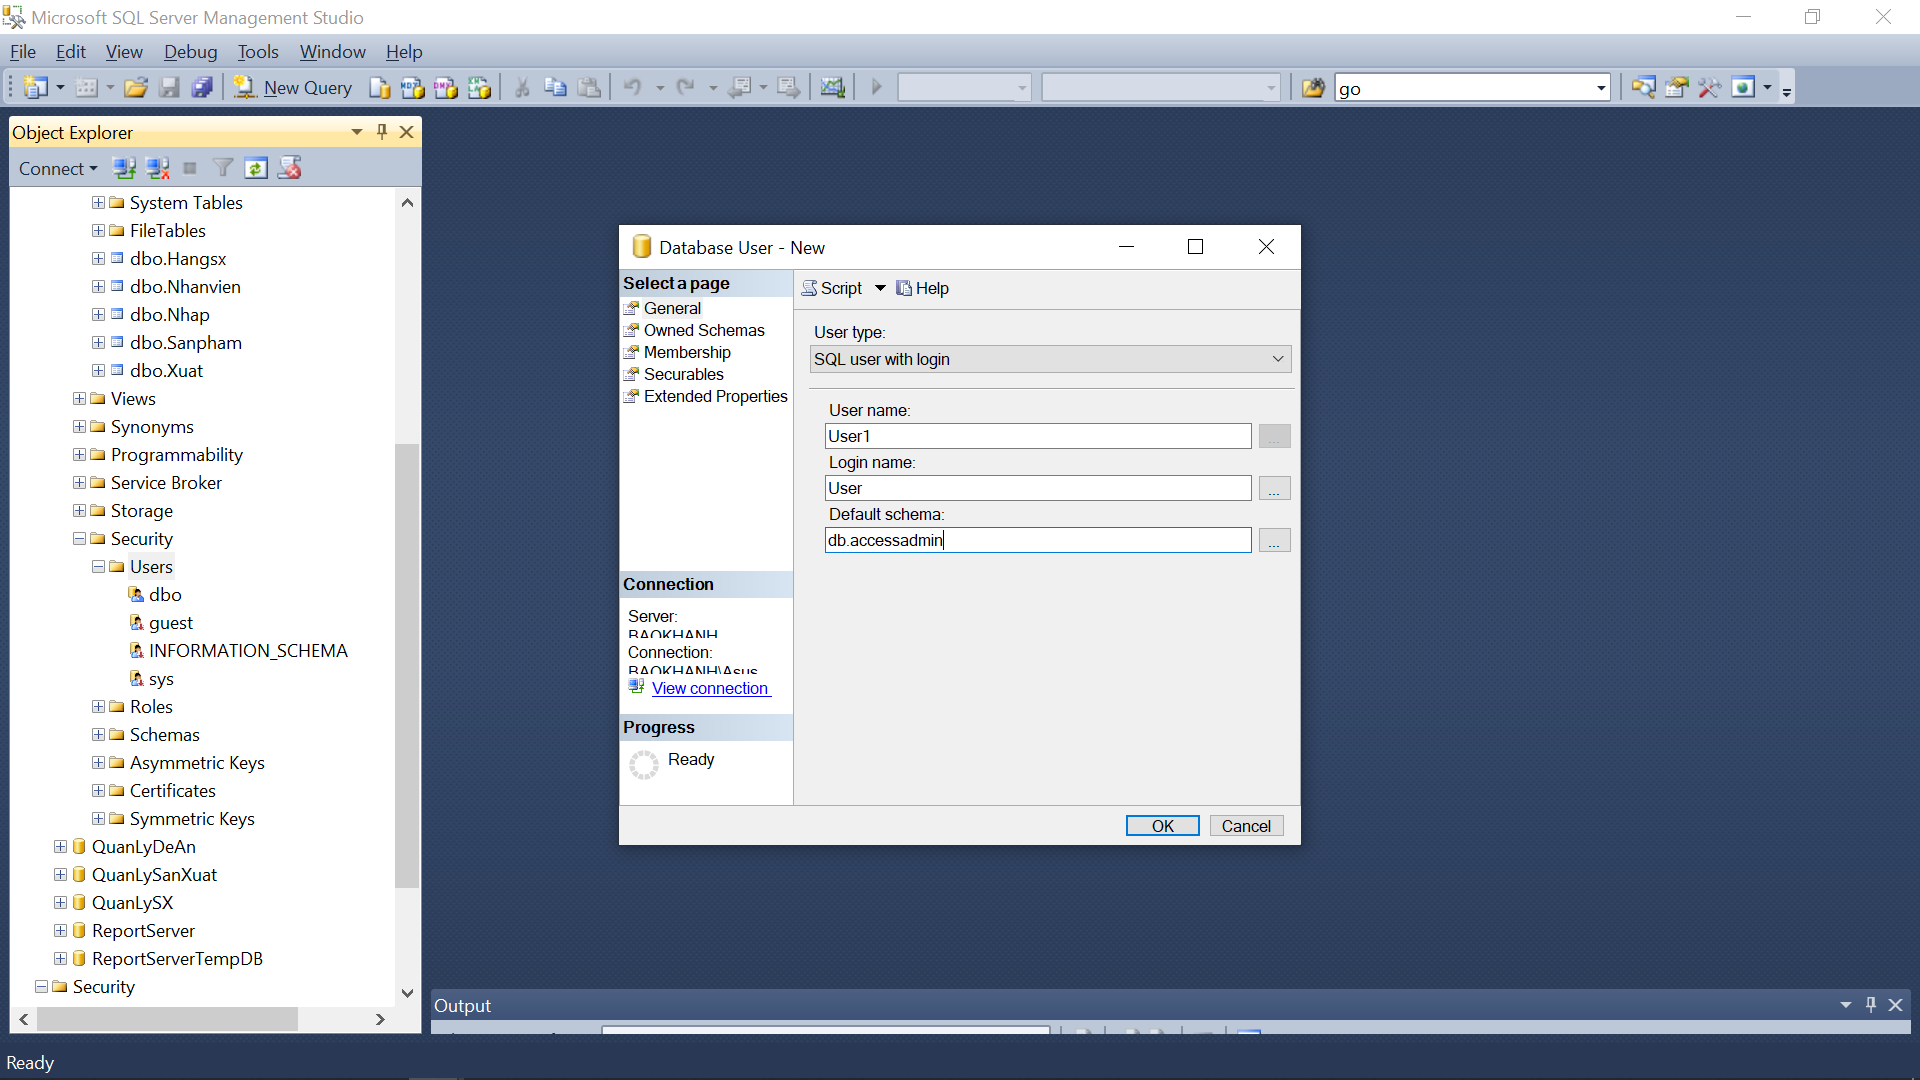 Microsoft SQL Server Management Studio
File Edit View Debug Tools Window Help
New Query
go
Object Explorer
Connect
System Tables
FileTables
dbo.Hangsx
dbo.Nhanvien
dbo.Nhap
dbo.Sanpham
dbo.Xuat
Views
Synonyms
Programmability
Service Broker
Storage
Security
Users
dbo
guest
INFORMATION_SCHEMA
sys
Roles
Schemas
Asymmetric Keys
Certificates
Symmetric Keys
QuanLyDeAn
QuanLySanXuat
QuanLySX
ReportServer
ReportServerTempDB
Security
Database User - New
Select a page
General
Owned Schemas
Membership
Securables
Extended Properties
Connection
Server:
BAOKHANH
Connection:
BAOKHANH\Asus
View connection
Progress
Ready
Script Help
User type:
SQL user with login
User name:
User1
...
Login name:
User
...
Default schema:
db.accessadmin
...
OK Cancel
Output
Ready